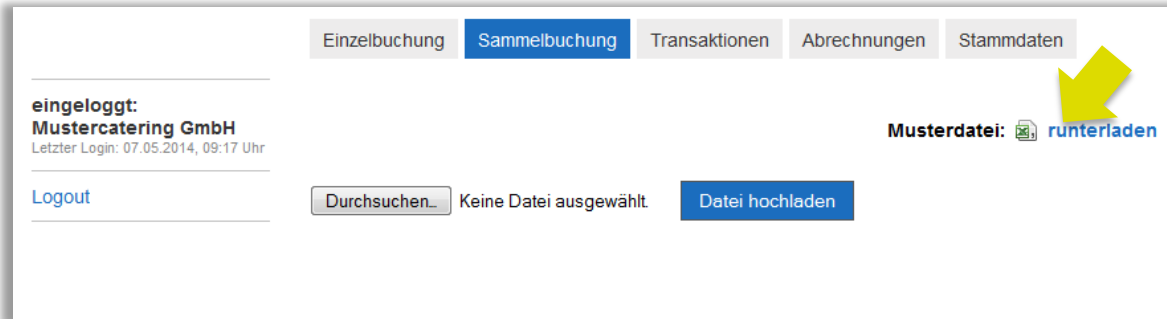 Einzelbuchung Sammelbuchung Transaktionen Abrechnungen Stammdaten
eingeloggt:
Mustercatering GmbH
Letzter Login: 07.05.2014, 09:17 Uhr
Musterdatei: runterladen
Logout
Durchsuchen... Keine Datei ausgewählt. Datei hochladen